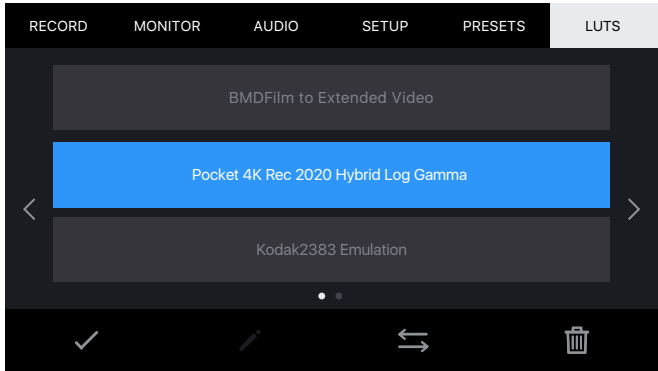 RECORD MONITOR AUDIO SETUP PRESETS LUTS
BMDFilm to Extended Video
Pocket 4K Rec 2020 Hybrid Log Gamma
Kodak2383 Emulation